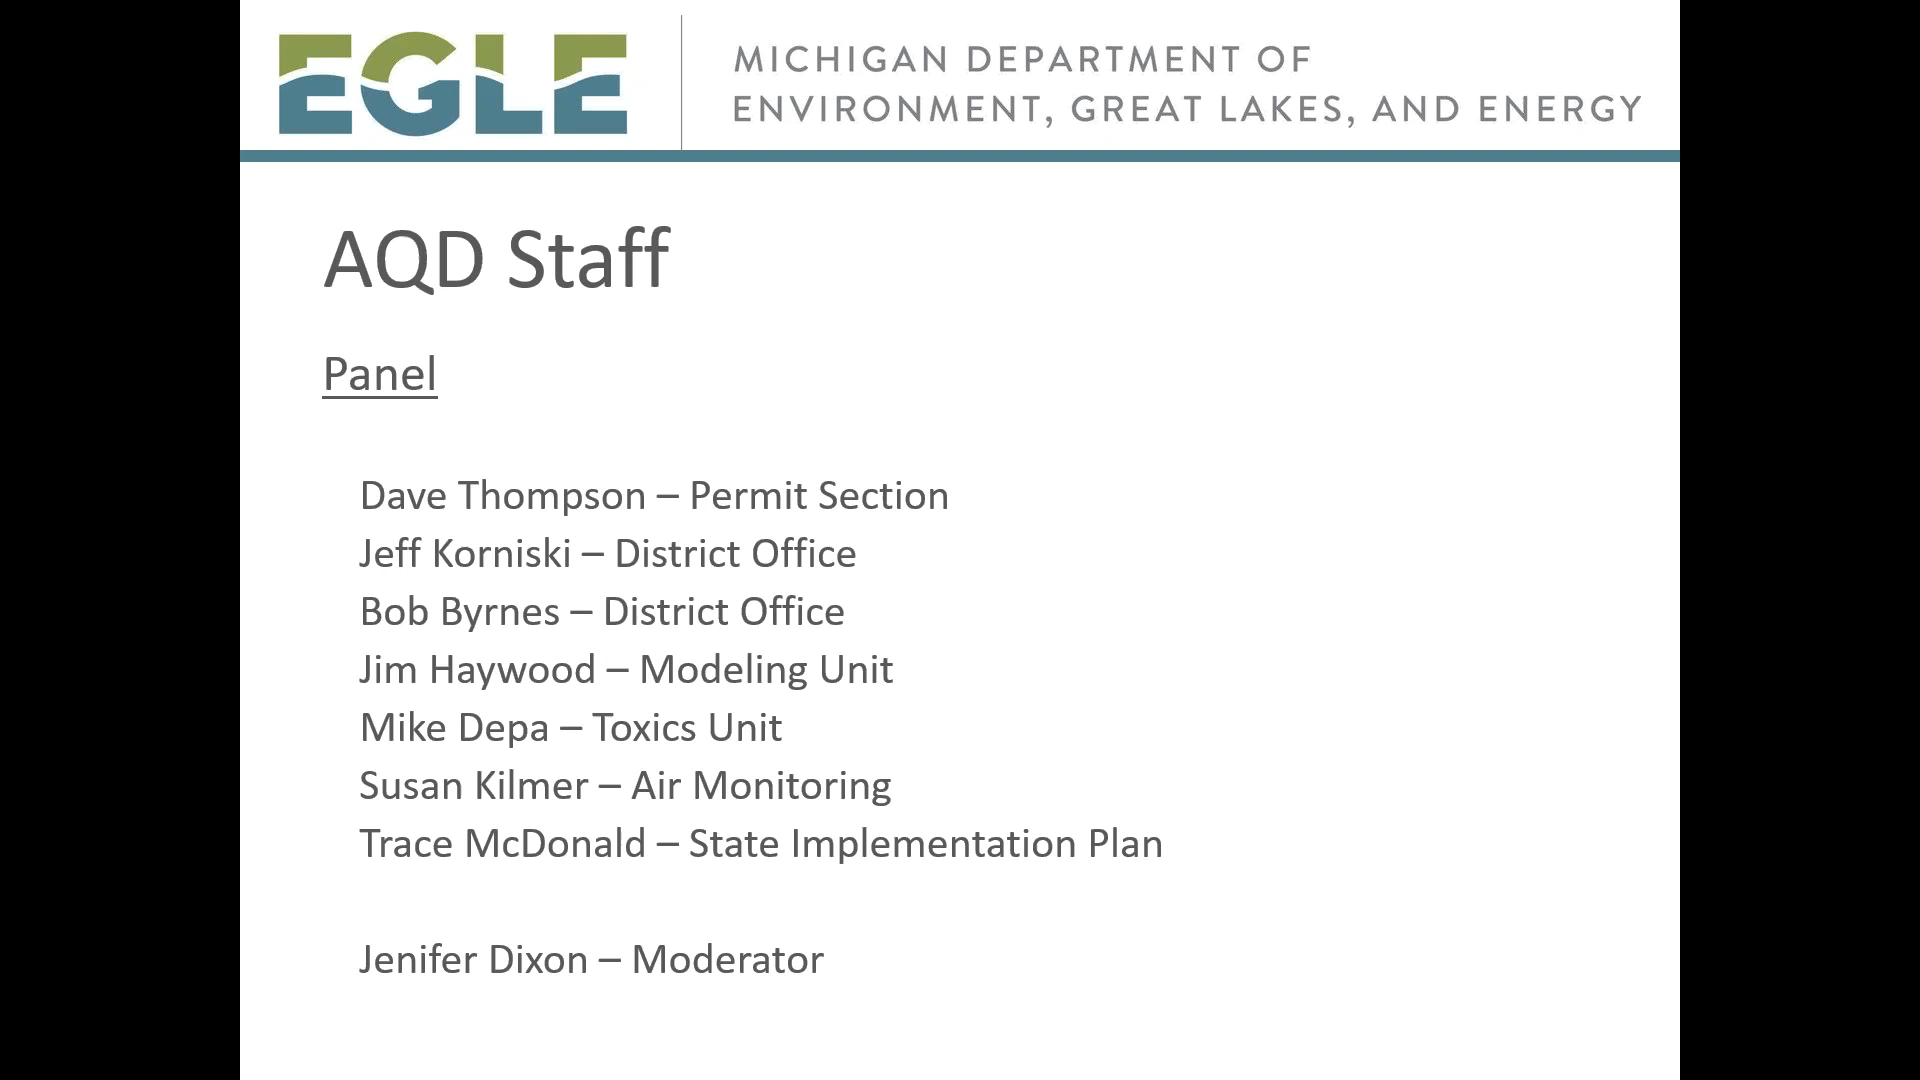 EGLE
MICHIGAN DEPARTMENT OF
ENVIRONMENT, GREAT LAKES, AND ENERGY
AQD Staff
Panel
Dave Thompson – Permit Section
Jeff Korniski – District Office
Bob Byrnes – District Office
Jim Haywood – Modeling Unit
Mike Depa – Toxics Unit
Susan Kilmer – Air Monitoring
Trace McDonald – State Implementation Plan
Jenifer Dixon – Moderator